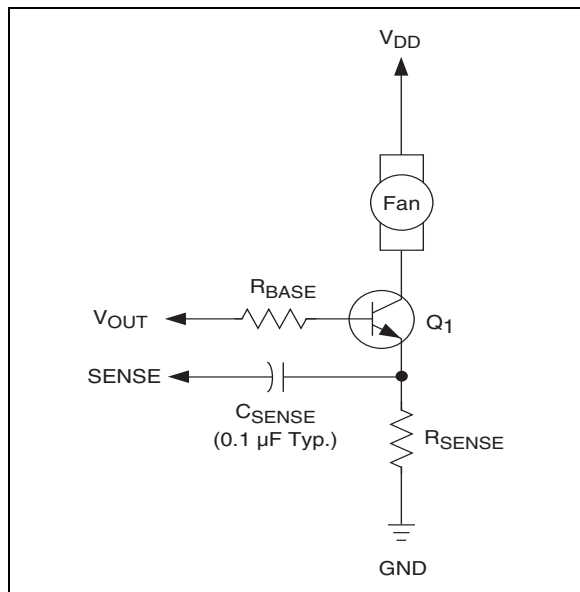 VDD
Fan
RBASE
VOUT
Q1
SENSE
CSENSE
(0.1 µF Typ.)
RSENSE
GND